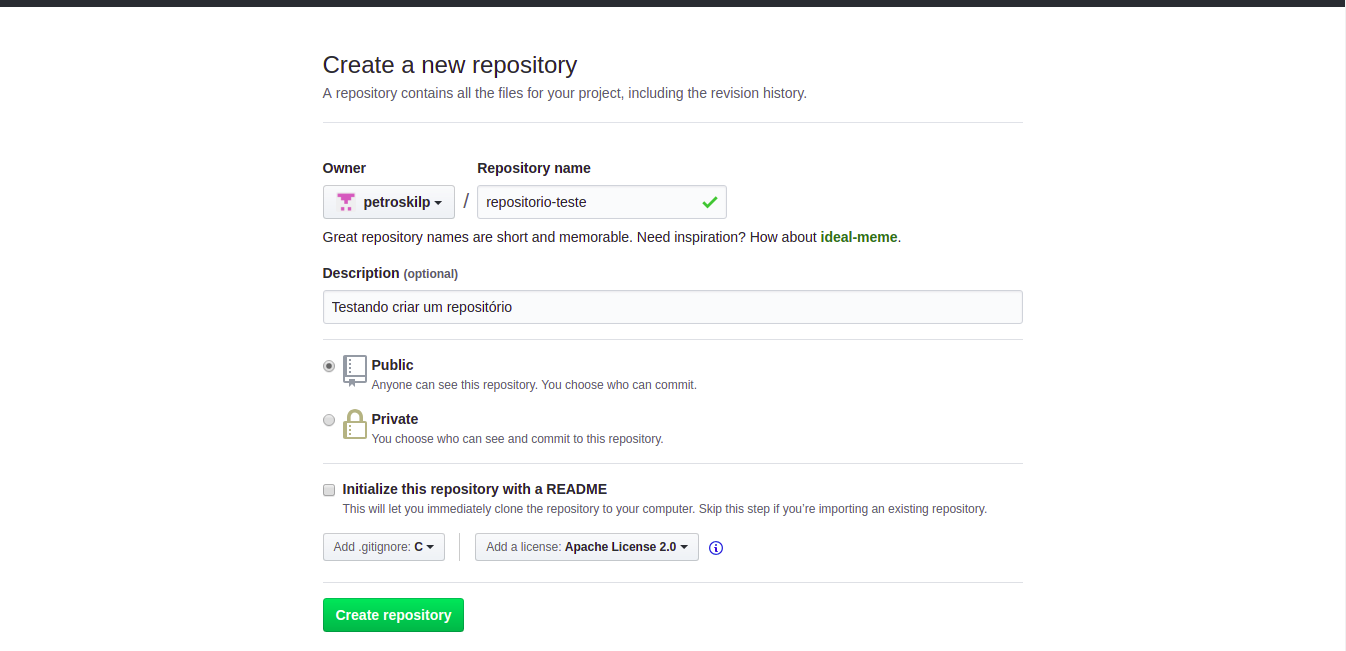 Create a new repository
A repository contains all the files for your project, including the revision history.
Owner Repository name
petroskilp / repositorio-teste
Great repository names are short and memorable. Need inspiration? How about ideal-meme.
Description (optional)
Testando criar um repositório
Public
Anyone can see this repository. You choose who can commit.
Private
You choose who can see and commit to this repository.
Initialize this repository with a README
This will let you immediately clone the repository to your computer. Skip this step if you’re importing an existing repository.
Add .gitignore: C Add a license: Apache License 2.0
Create repository